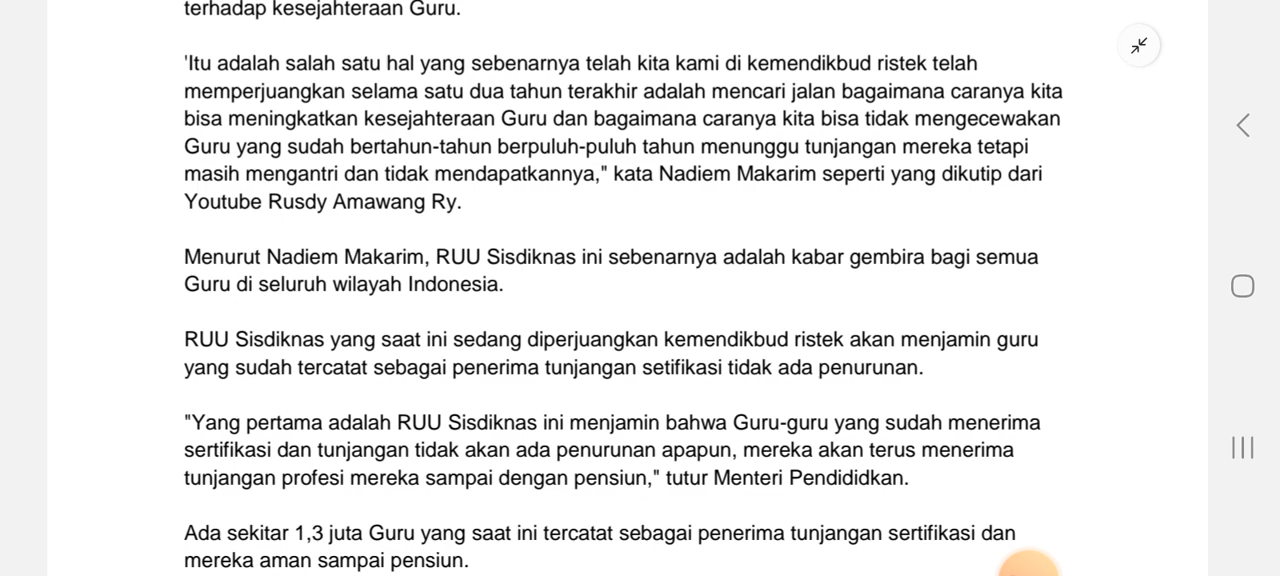 terhadap kesejahteraan Guru.
'Itu adalah salah satu hal yang sebenarnya telah kita kami di kemendikbud ristek telah
memperjuangkan selama satu dua tahun terakhir adalah mencari jalan bagaimana caranya kita
bisa meningkatkan kesejahteraan Guru dan bagaimana caranya kita bisa tidak mengecewakan
Guru yang sudah bertahun-tahun berpuluh-puluh tahun menunggu tunjangan mereka tetapi
masih mengantri dan tidak mendapatkannya," kata Nadiem Makarim seperti yang dikutip dari
Youtube Rusdy Amawang Ry.
Menurut Nadiem Makarim, RUU Sisdiknas ini sebenarnya adalah kabar gembira bagi semua
Guru di seluruh wilayah Indonesia.
RUU Sisdiknas yang saat ini sedang diperjuangkan kemendikbud ristek akan menjamin guru
yang sudah tercatat sebagai penerima tunjangan setifikasi tidak ada penurunan.
"Yang pertama adalah RUU Sisdiknas ini menjamin bahwa Guru-guru yang sudah menerima
sertifikasi dan tunjangan tidak akan ada penurunan apapun, mereka akan terus menerima
tunjangan profesi mereka sampai dengan pensiun," tutur Menteri Pendididkan.
Ada sekitar 1,3 juta Guru yang saat ini tercatat sebagai penerima tunjangan sertifikasi dan
mereka aman sampai pensiun.